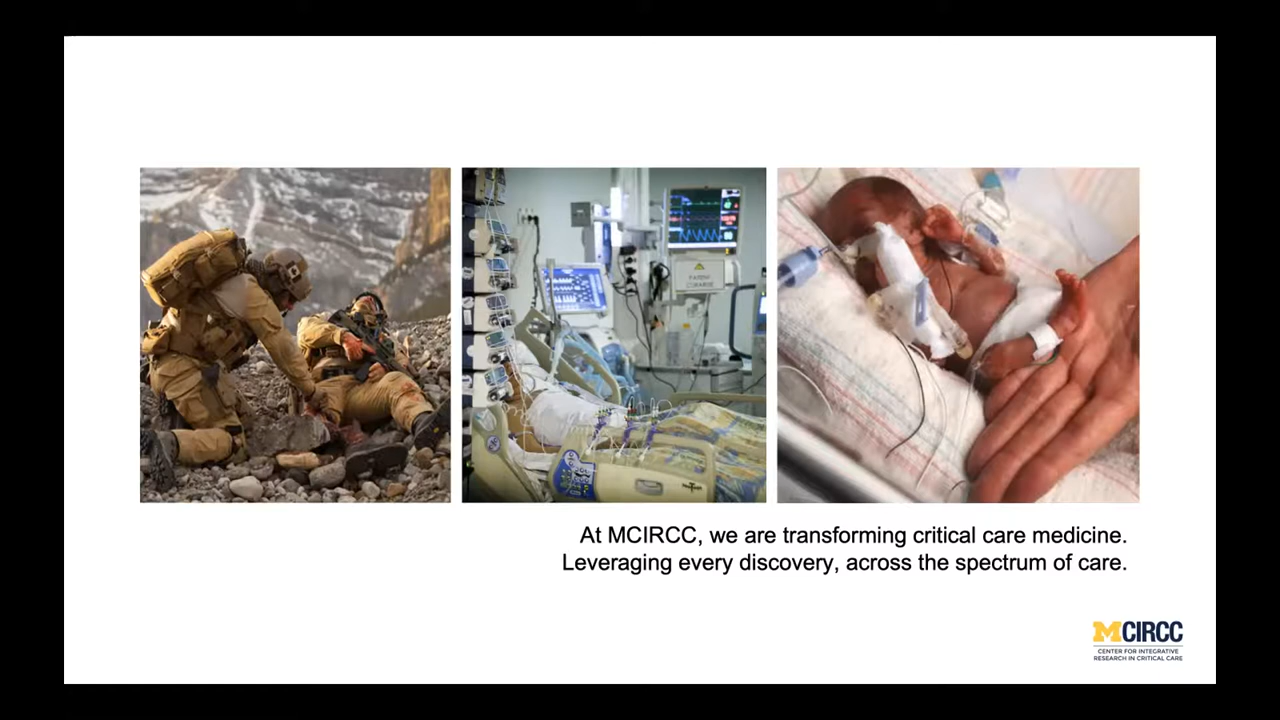 At MCIRCC, we are transforming critical care medicine.
Leveraging every discovery, across the spectrum of care.
MCIRCC
CENTER FOR INTEGRATIVE
RESEARCH IN CRITICAL CARE